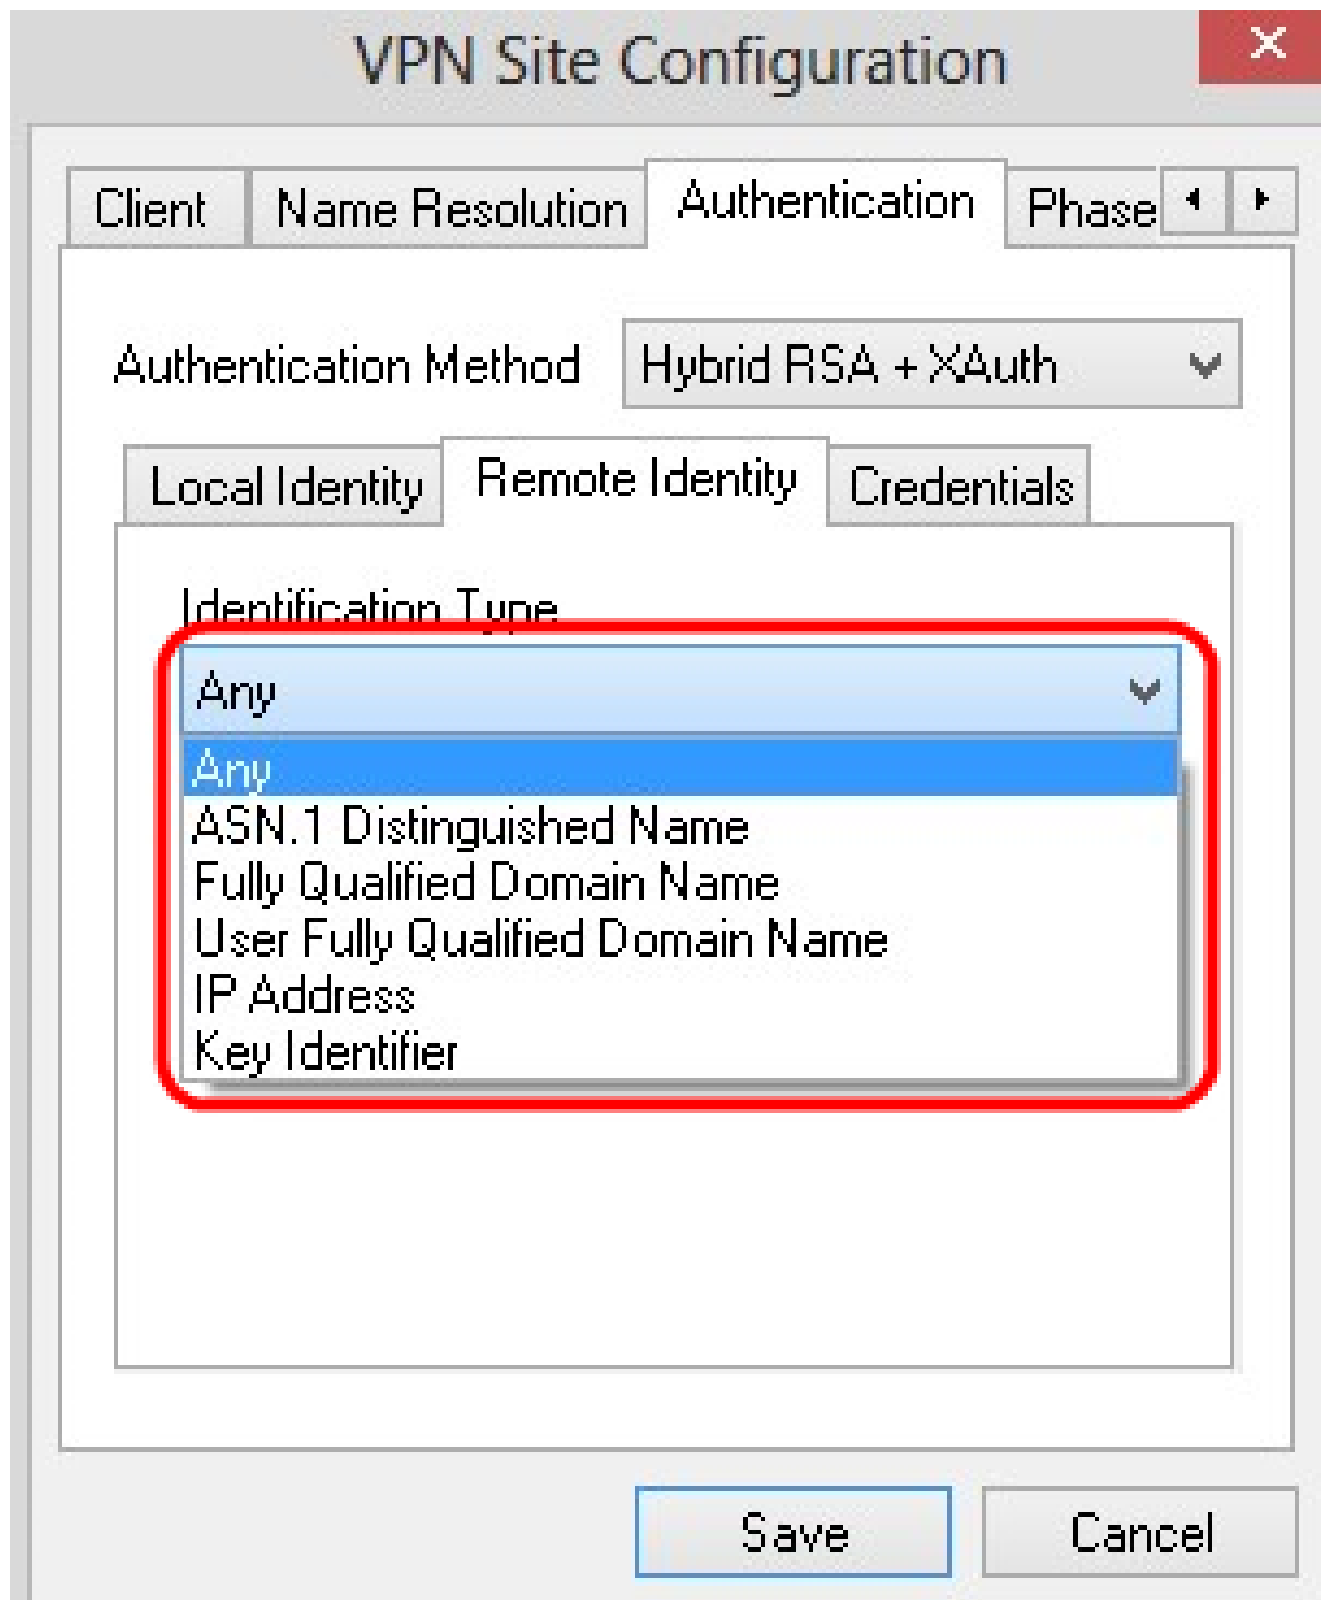 VPN Site Configuration
Client Name Resolution Authentication Phase
Authentication Method Hybrid RSA + XAuth
Local Identity Remote Identity Credentials
Identification Type
Any
Any
ASN.1 Distinguished Name
Fully Qualified Domain Name
User Fully Qualified Domain Name
IP Address
Key Identifier
Save Cancel